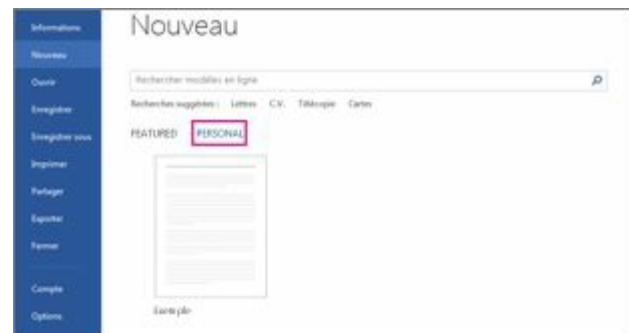 Informations
Nouveau
Ouvrir
Enregistrer
Enregistrer sous
Imprimer
Partager
Exporter
Fermer
Compte
Options
Nouveau
Rechercher modèles en ligne
Recherches suggérées : Lettres C.V. Télécopie Cartes
FEATURED PERSONAL
Exemple